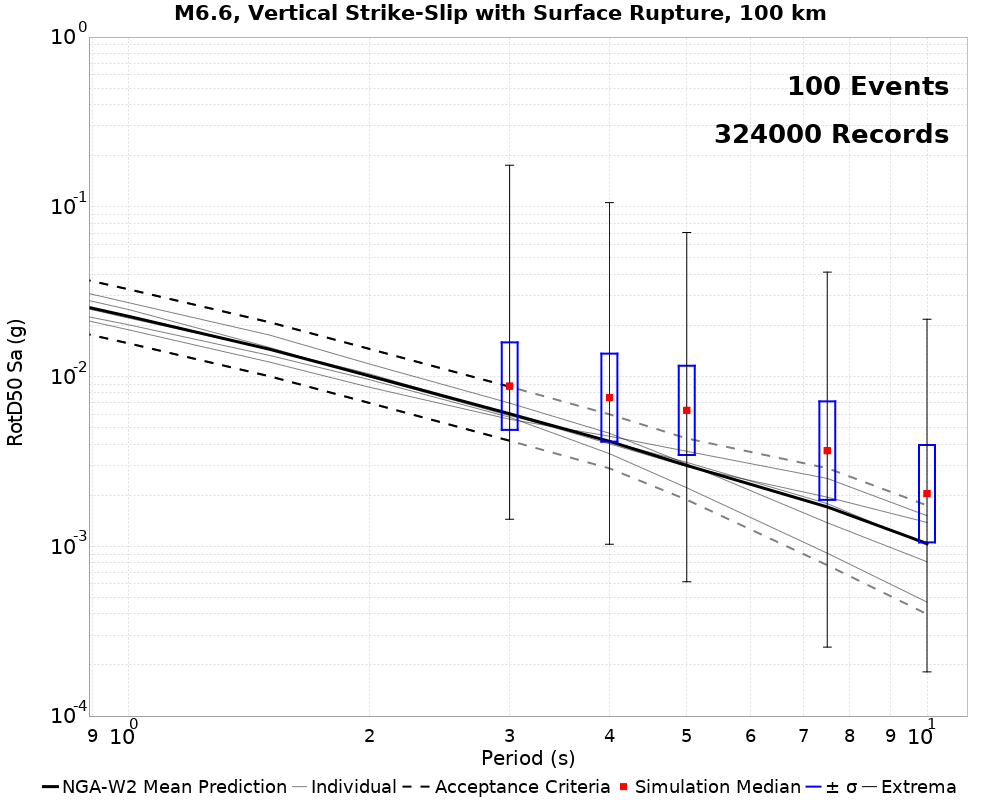 M6.6, Vertical Strike-Slip with Surface Rupture, 100 km
100 Events
324000 Records
RotD50 Sa (g)
10^0
10^-1
10^-2
10^-3
10^-4
9 10^0 2 3 4 5 6 7 8 9 10^1
Period (s)
NGA-W2 Mean Prediction Individual Acceptance Criteria Simulation Median ± σ Extrema